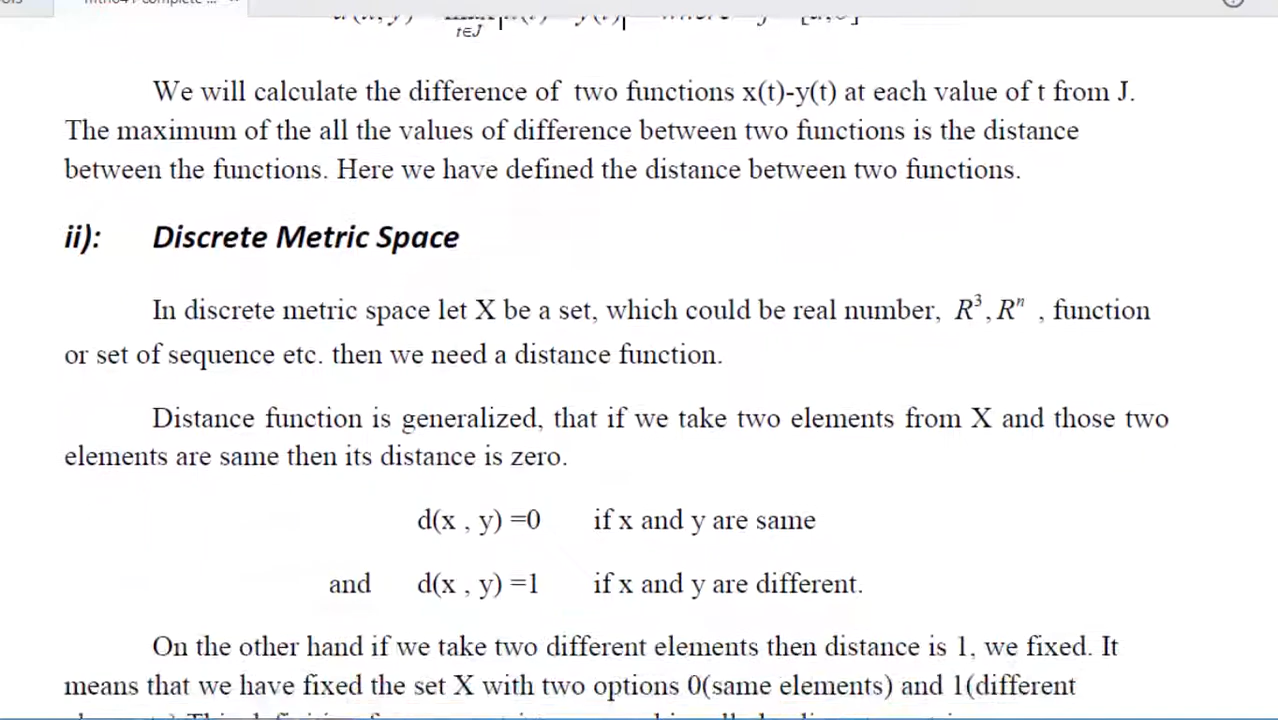 t∈J
We will calculate the difference of two functions x(t)-y(t) at each value of t from J.
The maximum of the all the values of difference between two functions is the distance
between the functions. Here we have defined the distance between two functions.
ii): Discrete Metric Space
In discrete metric space let X be a set, which could be real number, R³, Rⁿ , function
or set of sequence etc. then we need a distance function.
Distance function is generalized, that if we take two elements from X and those two
elements are same then its distance is zero.
d(x , y) =0 if x and y are same
and d(x , y) =1 if x and y are different.
On the other hand if we take two different elements then distance is 1, we fixed. It
means that we have fixed the set X with two options 0(same elements) and 1(different